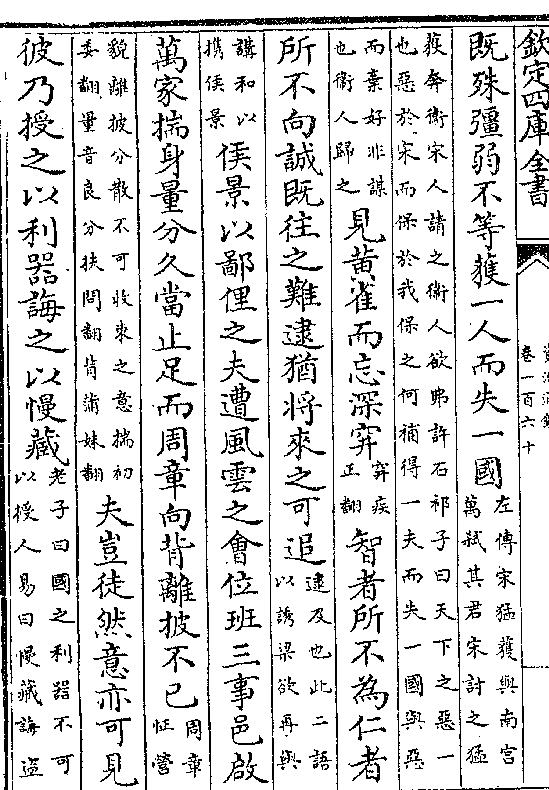 欽定四庫全書
資治通鑑
卷一百六十
既殊彊弱不等獲一人而失一國
左傳宋猛獲與南宮
萬弑其君宋討之猛
獲奔衛宋人請之衛人欲弗許石祁子曰天下之惡一
也惡於宋而保於我保之何補得一夫而失一國與惡
而棄好非謀
也衛人歸之
見黄雀而忘深穽
穽疾
正翻
智者所不為仁者
所不向誠既往之難逮猶將來之可追
逮及也此二語
以誘梁欲再與
講和以
攜侯景
侯景以鄙俚之夫遭風雲之會位班三事邑啟
萬家揣身量分久當止足而周章向背離披不已
周章
怔營
貌離披分散不可收束之意揣初
委翻量音良分扶問翻背蒲妹翻
夫豈徒然意亦可見
彼乃授之以利器誨之以慢藏
老子曰國之利器不可
以授人易曰慢藏誨盜